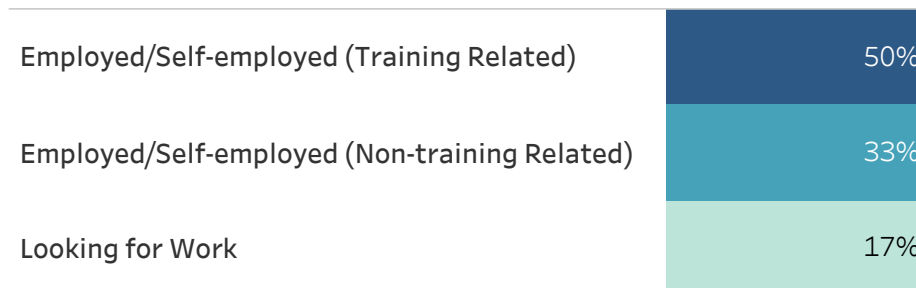 Employed/Self-employed (Training Related) 50%
Employed/Self-employed (Non-training Related) 33%
Looking for Work 17%